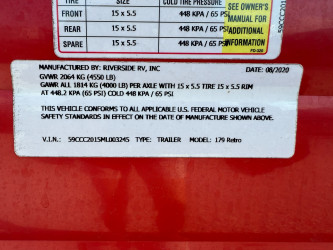 TIRE COLD TIRE PRESSURE
FRONT 15 x 5.5 448 KPA / 65 PSI
REAR 15 x 5.5 448 KPA / 65 PSI
SPARE 15 x 5.5 448 KPA / 65 PSI
SEE OWNER'S
MANUAL FOR
ADDITIONAL
INFORMATION
MANUFACTURED BY: RIVERSIDE RV, INC DATE: 08/2020
GVWR 2064 KG (4550 LB)
GAWR ALL 1814 KG (4000 LB) PER AXLE WITH 15 x 5.5 TIRE 15 x 5.5 RIM
AT 448.2 KPA (65 PSI) COLD 448 KPA / 65 PSI
THIS VEHICLE CONFORMS TO ALL APPLICABLE U.S. FEDERAL MOTOR VEHICLE
SAFETY STANDARDS IN EFFECT ON THE DATE OF MANUFACTURE SHOWN ABOVE.
V.I.N.: 59CCC2015ML003245 TYPE: TRAILER MODEL: 179 Retro